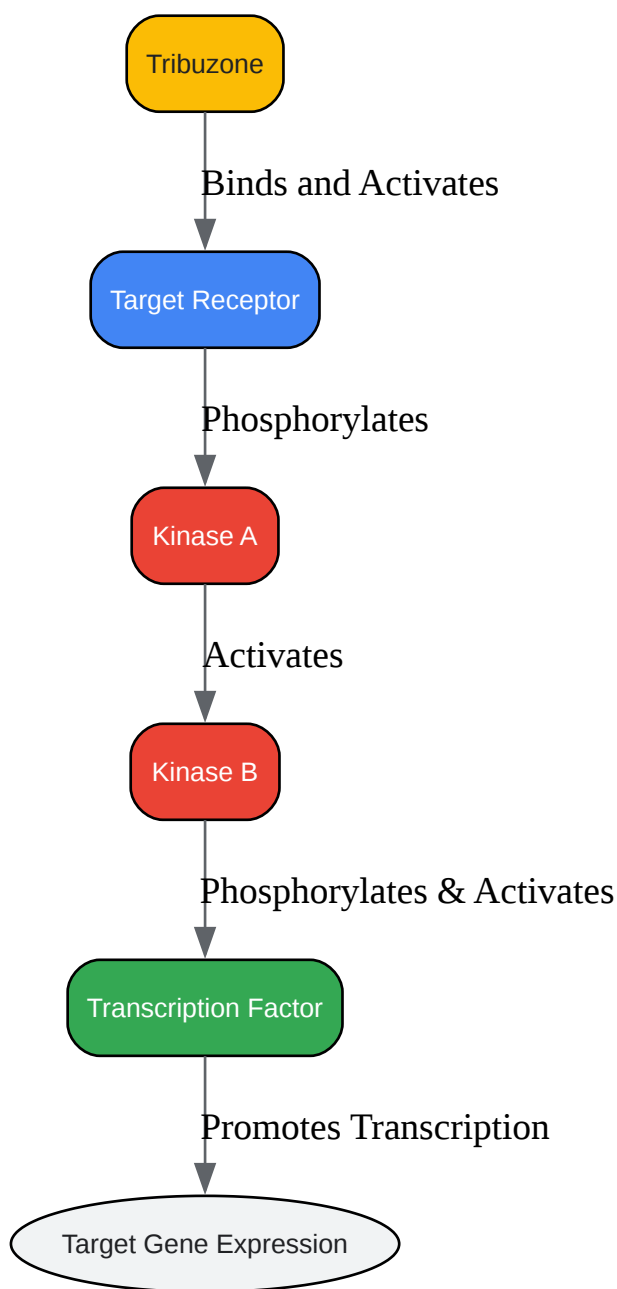 Tribuzone
Binds and Activates
Target Receptor
Phosphorylates
Kinase A
Activates
Kinase B
Phosphorylates & Activates
Transcription Factor
Promotes Transcription
Target Gene Expression